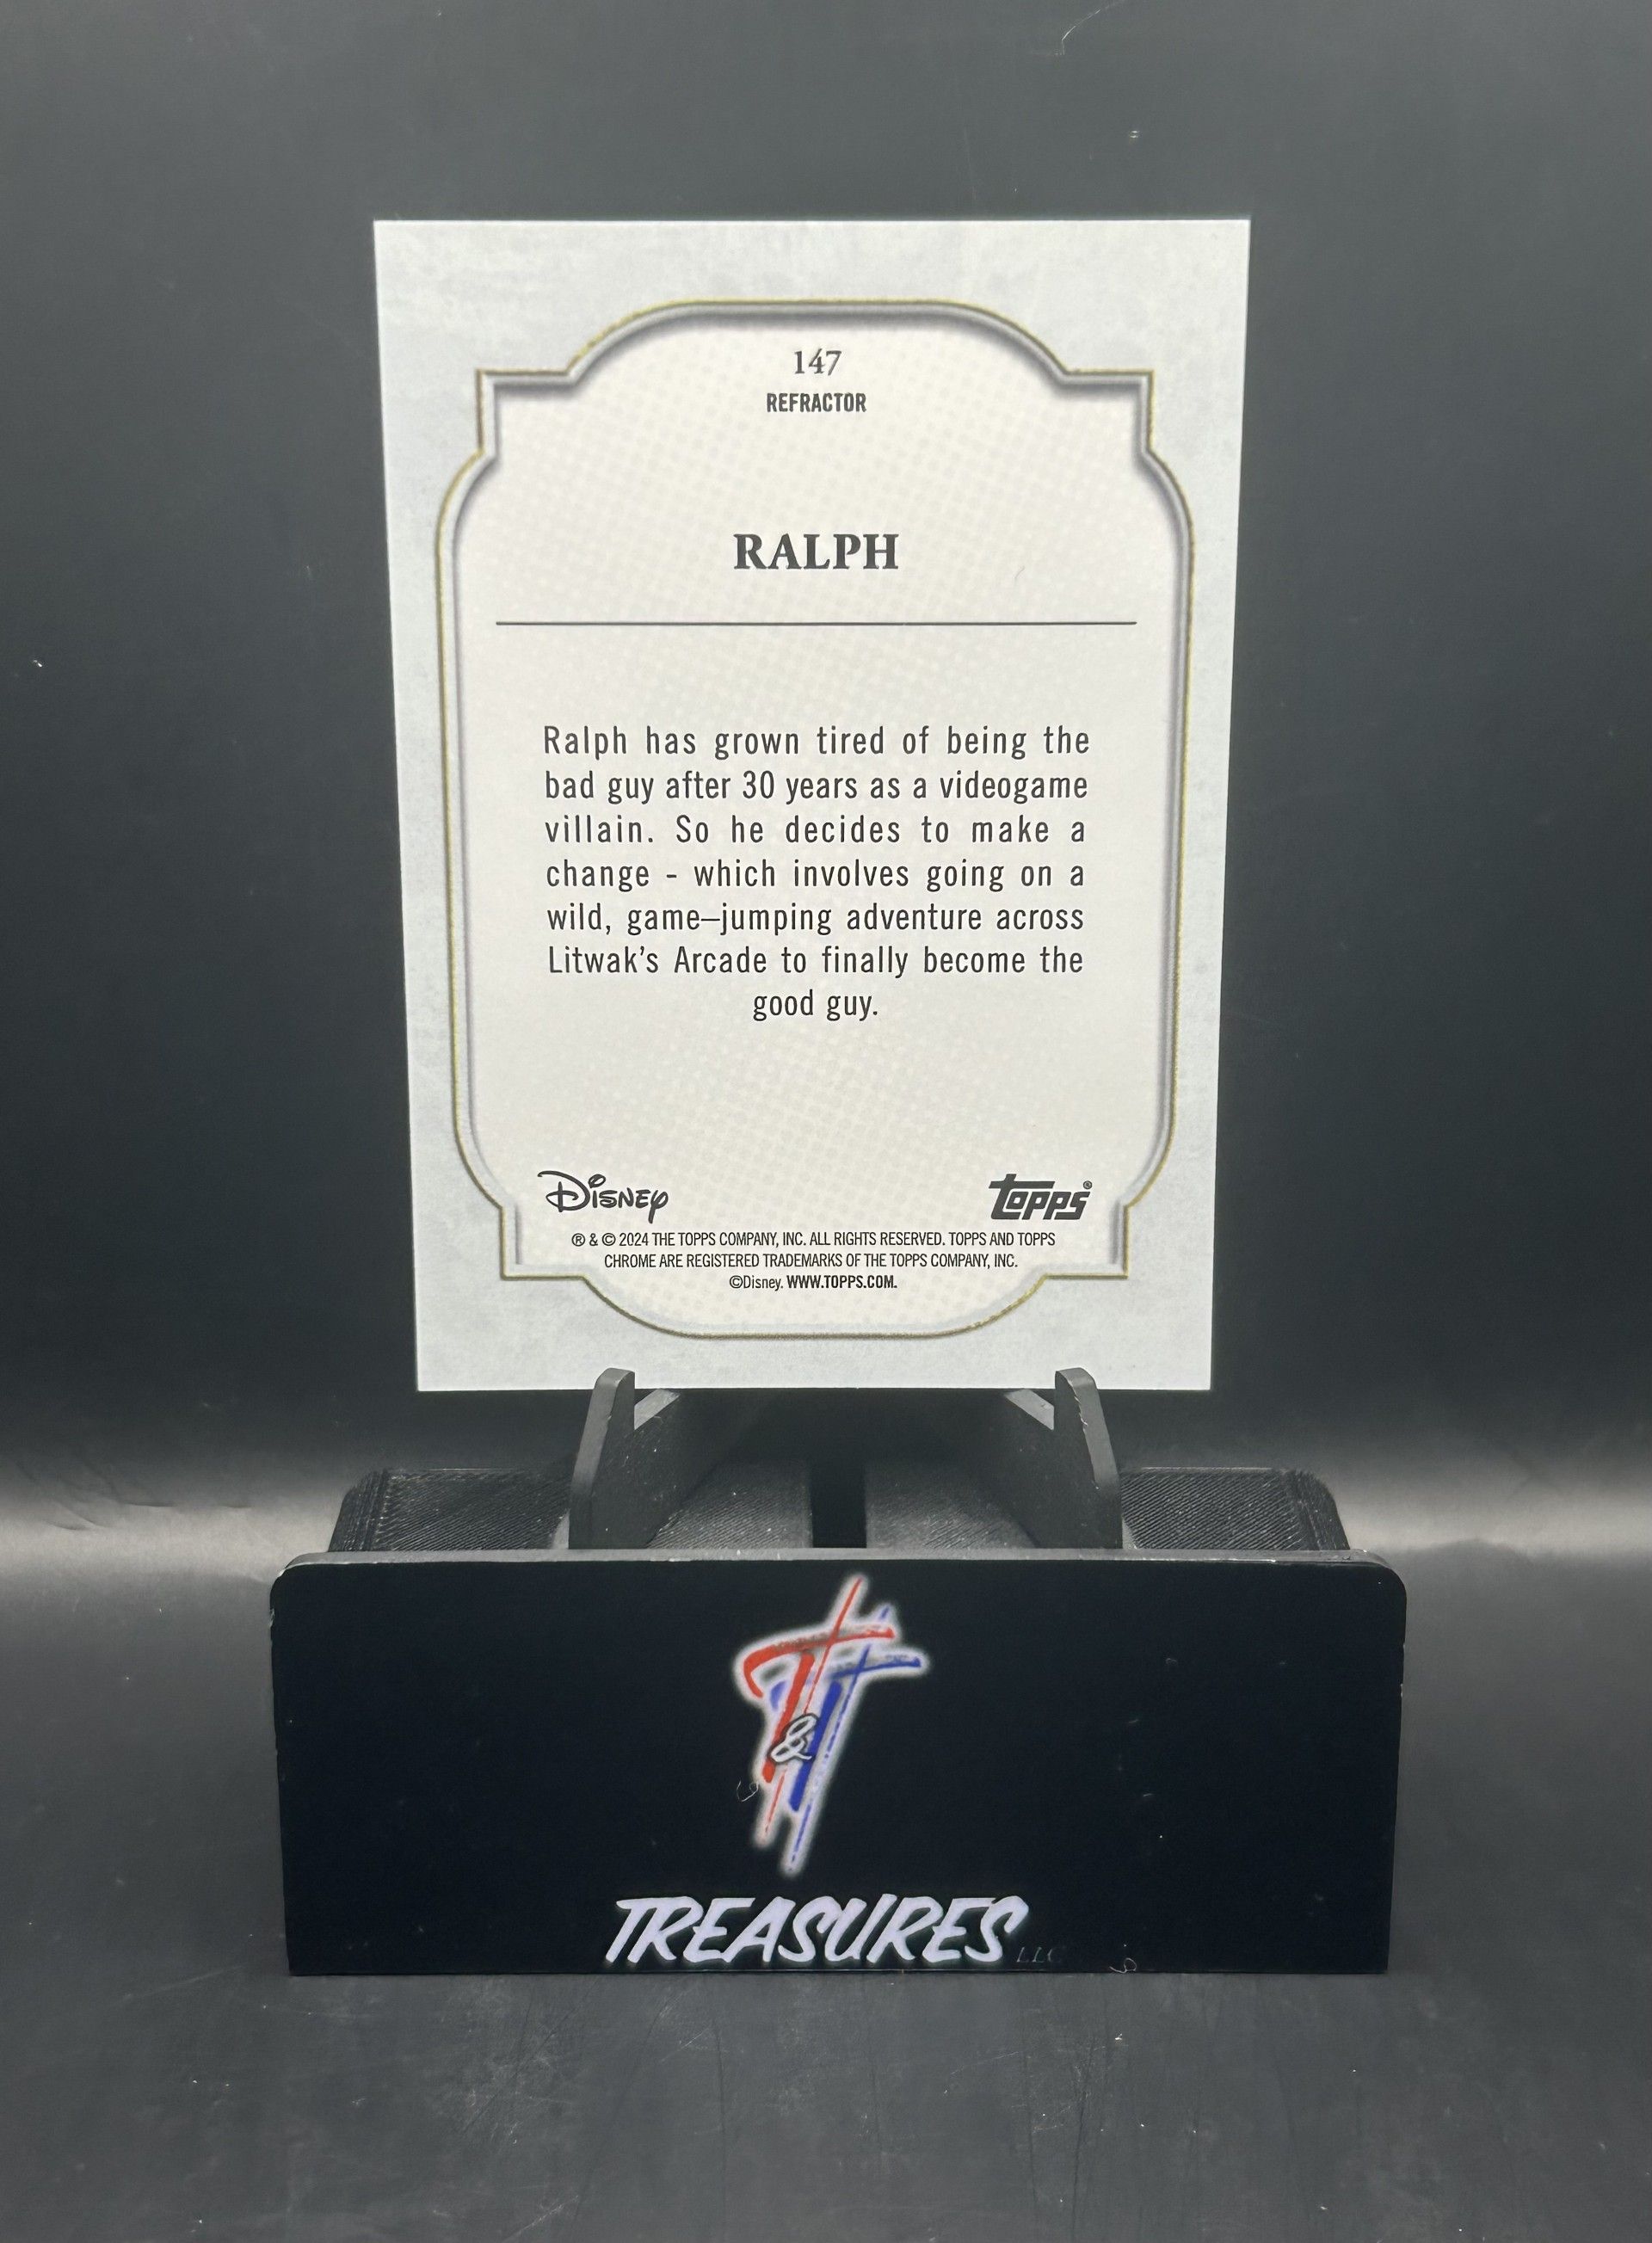 147
REFRACTOR
RALPH
Ralph has grown tired of being the
bad guy after 30 years as a videogame
villain. So he decides to make a
change - which involves going on a
wild, game–jumping adventure across
Litwak's Arcade to finally become the
good guy.
Disney
Topps®
® & © 2024 THE TOPPS COMPANY, INC. ALL RIGHTS RESERVED. TOPPS AND TOPPS
CHROME ARE REGISTERED TRADEMARKS OF THE TOPPS COMPANY, INC.
©Disney. WWW.TOPPS.COM.
T&T
TREASURES LLC